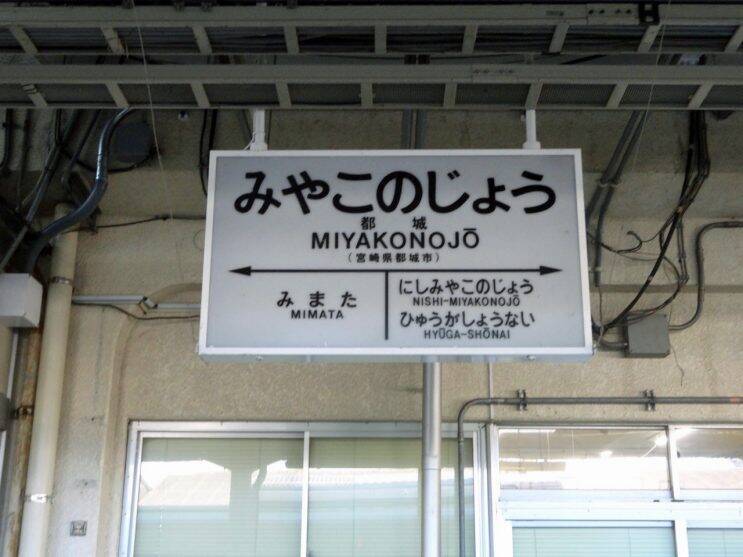 みやこのじょう
都城
MIYAKONOJŌ
(宮崎県都城市)
みまた
MIMATA
にしみやこのじょう
NISHI-MIYAKONOJŌ
ひゅうがしょうない
HYŪGA-SHŌNAI